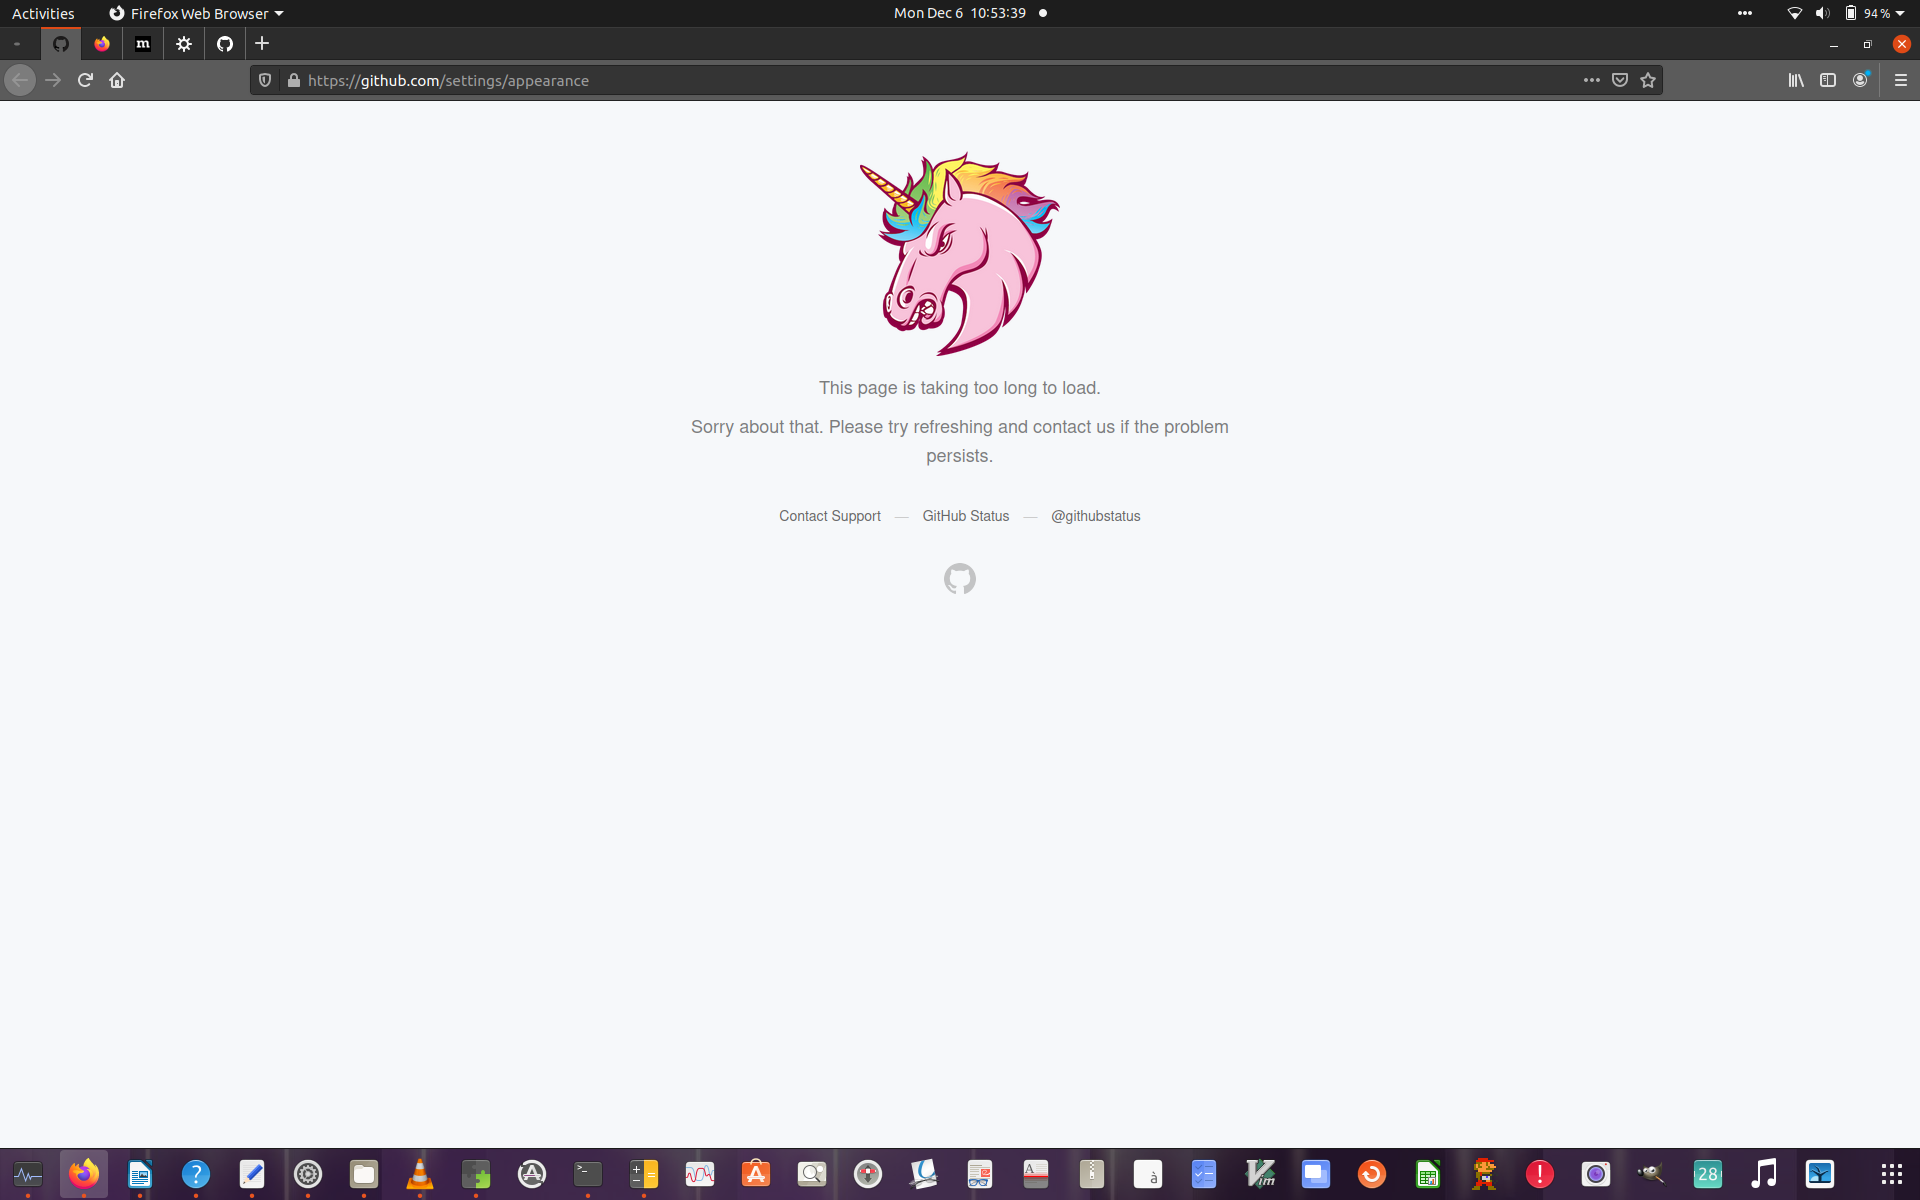 Activities
Firefox Web Browser
Mon Dec 6 10:53:39
94 %
m
https://github.com/settings/appearance
This page is taking too long to load.
Sorry about that. Please try refreshing and contact us if the problem
persists.
Contact Support — GitHub Status — @githubstatus
?
>_
A
à
Vim
!
28